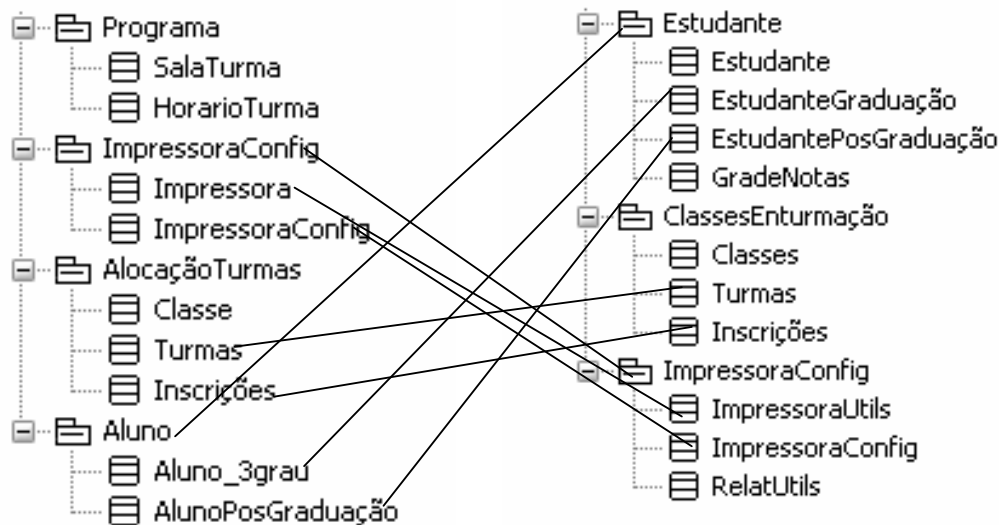 Programa
SalaTurma
HorarioTurma
ImpressoraConfig
Impressora
ImpressoraConfig
AlocaçãoTurmas
Classe
Turmas
Inscrições
Aluno
Aluno_3grau
AlunoPosGraduação
Estudante
Estudante
EstudanteGraduação
EstudantePosGraduação
GradeNotas
ClassesEnturmação
Classes
Turmas
Inscrições
ImpressoraConfig
ImpressoraUtils
ImpressoraConfig
RelatUtils